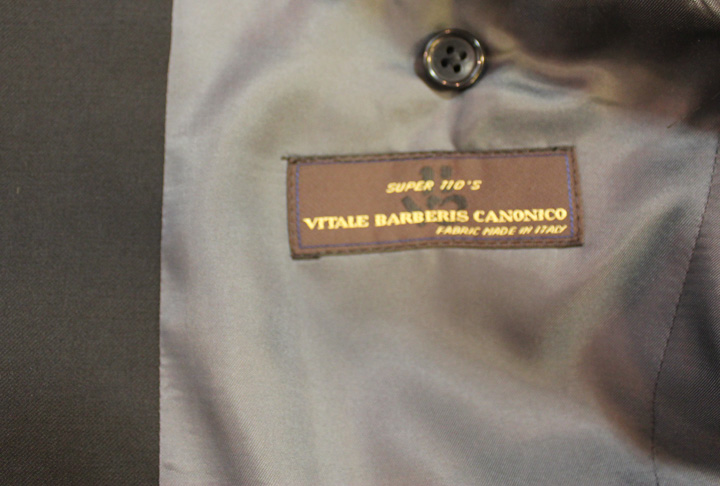 SUPER 110'S
VITALE BARBERIS CANONICO
FABRIC MADE IN ITALY